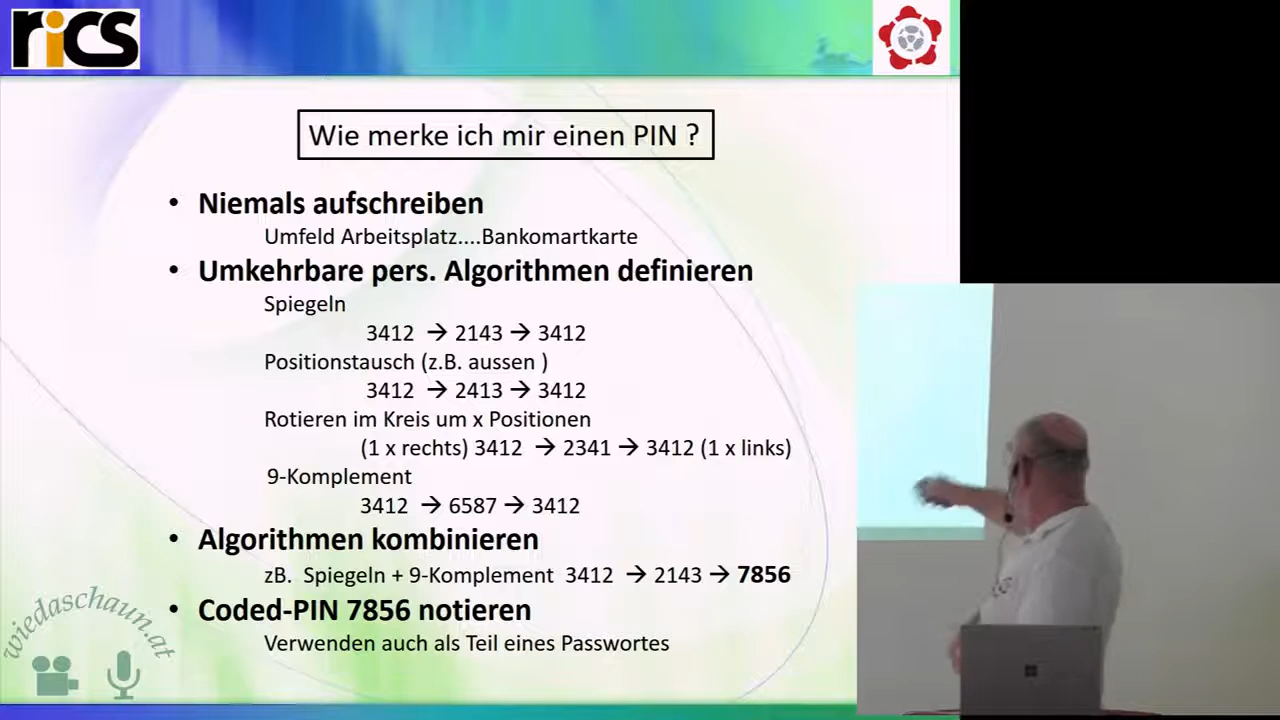 rics
Wie merke ich mir einen PIN ?
• Niemals aufschreiben
Umfeld Arbeitsplatz....Bankomartkarte
• Umkehrbare pers. Algorithmen definieren
Spiegeln
3412 → 2143 → 3412
Positionstausch (z.B. aussen )
3412 → 2413 → 3412
Rotieren im Kreis um x Positionen
(1 x rechts) 3412 → 2341 → 3412 (1 x links)
9-Komplement
3412 → 6587 → 3412
• Algorithmen kombinieren
zB. Spiegeln + 9-Komplement 3412 → 2143 → 7856
• Coded-PIN 7856 notieren
Verwenden auch als Teil eines Passwortes
wiedaschaun.at